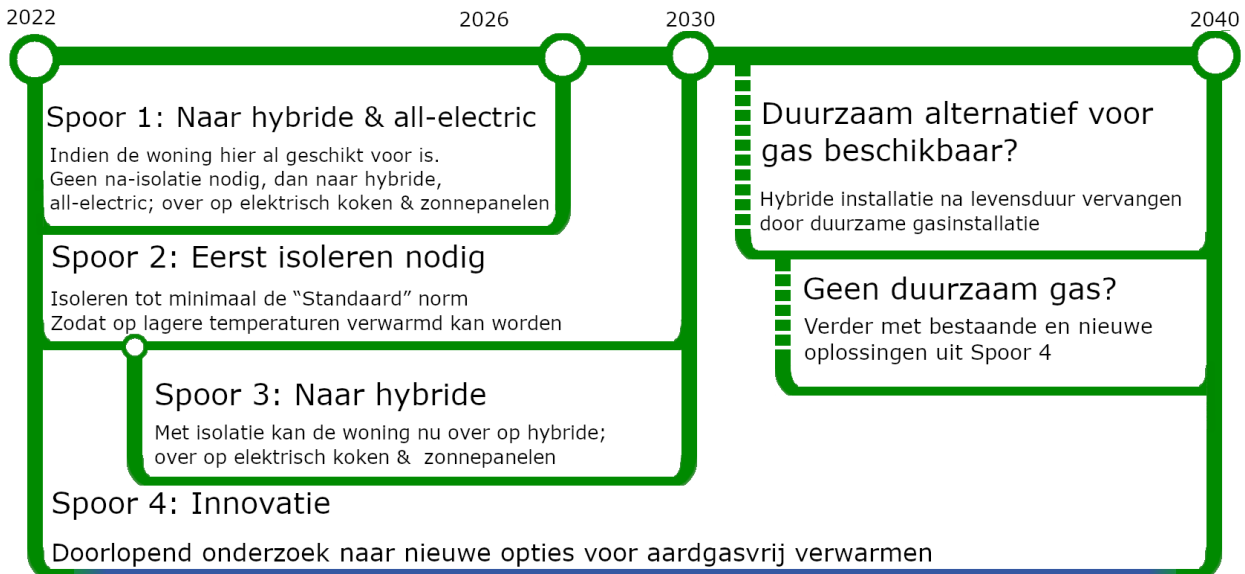 2022
2026
2030
2040
Spoor 1: Naar hybride & all-electric
Indien de woning hier al geschikt voor is.
Geen na-isolatie nodig, dan naar hybride,
all-electric; over op elektrisch koken & zonnepanelen
Spoor 2: Eerst isoleren nodig
Isoleren tot minimaal de “Standaard” norm
Zodat op lagere temperaturen verwarmd kan worden
Spoor 3: Naar hybride
Met isolatie kan de woning nu over op hybride;
over op elektrisch koken & zonnepanelen
Spoor 4: Innovatie
Doorlopend onderzoek naar nieuwe opties voor aardgasvrij verwarmen
Duurzaam alternatief voor
gas beschikbaar?
Hybride installatie na levensduur vervangen
door duurzame gasinstallatie
Geen duurzaam gas?
Verder met bestaande en nieuwe
oplossingen uit Spoor 4